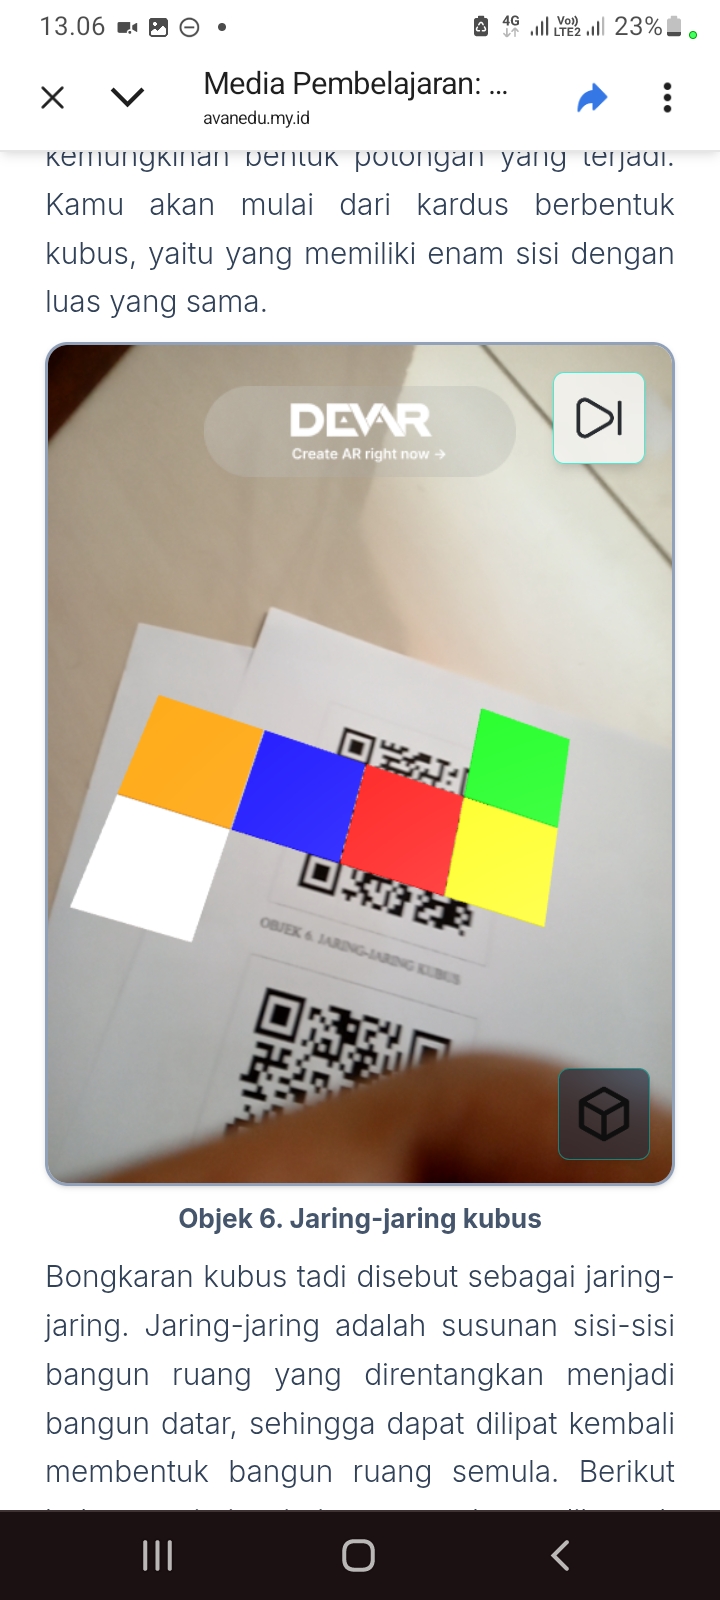 13.06
4G
Vo))
LTE2
23%
Media Pembelajaran: ...
avanedu.my.id
kemungkinan bentuk potongan yang terjadi.
Kamu akan mulai dari kardus berbentuk
kubus, yaitu yang memiliki enam sisi dengan
luas yang sama.
DEVAR
Create AR right now →
OBJEK 6. JARING-JARING KUBUS
Objek 6. Jaring-jaring kubus
Bongkaran kubus tadi disebut sebagai jaring-
jaring. Jaring-jaring adalah susunan sisi-sisi
bangun ruang yang direntangkan menjadi
bangun datar, sehingga dapat dilipat kembali
membentuk bangun ruang semula. Berikut